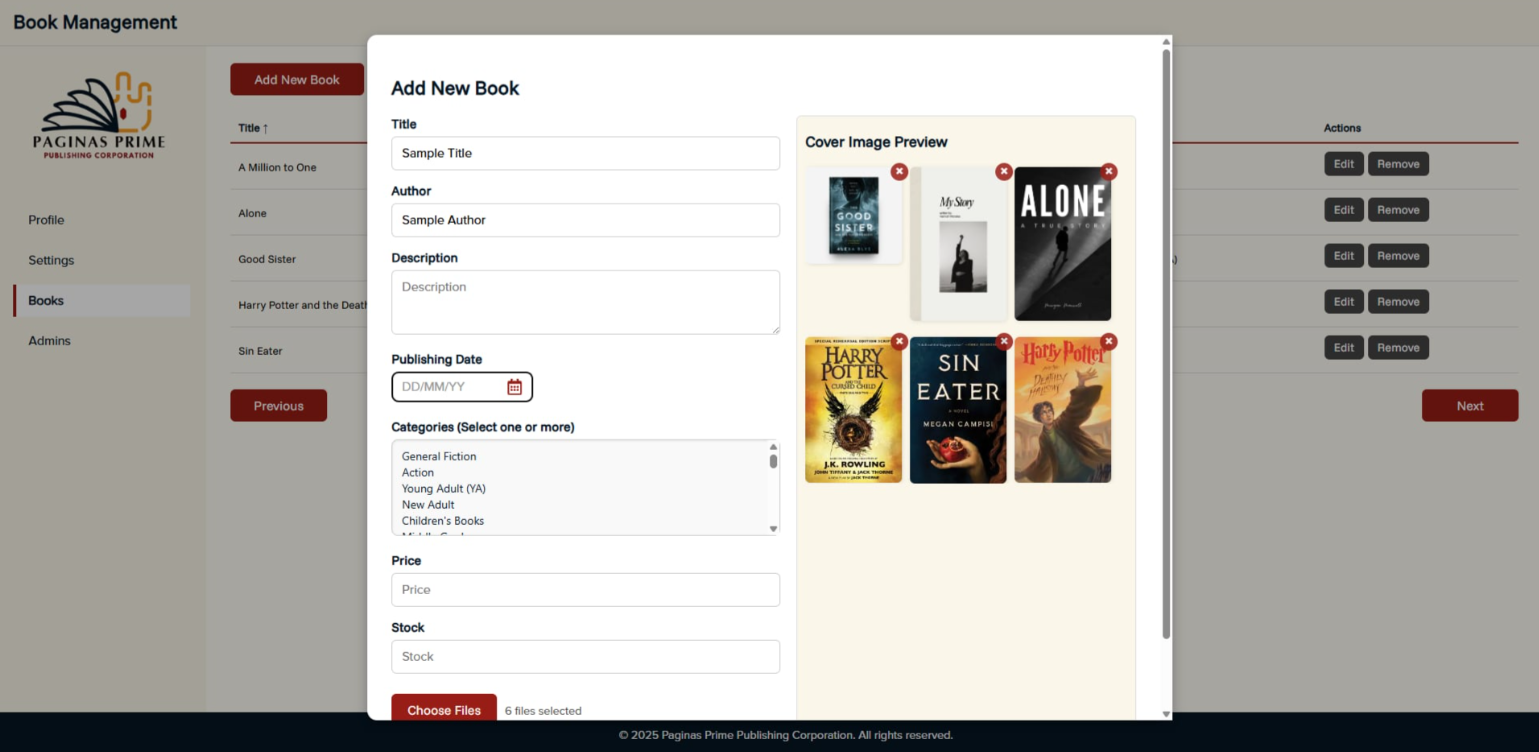 Book Management
PAGINAS PRIME
PUBLISHING CORPORATION
Profile
Settings
Books
Admins
Add New Book
Title ↑
Actions
A Million to One
Edit
Remove
Alone
Edit
Remove
Good Sister
)
Edit
Remove
Harry Potter and the Death
Edit
Remove
Sin Eater
Edit
Remove
Previous
Next
Add New Book
Title
Sample Title
Author
Sample Author
Description
Description
Publishing Date
DD/MM/YY
Categories (Select one or more)
General Fiction
Action
Young Adult (YA)
New Adult
Children's Books
Price
Price
Stock
Stock
Choose Files
6 files selected
Cover Image Preview
GOOD
SISTER
My Story
ALONE
A TRUE STORY
HARRY
POTTER
AND THE
CURSED CHILD
J.K. ROWLING
JOHN TIFFANY & JACK THORNE
SIN
EATER
A NOVEL
MEGAN CAMPISI
Harry Potter
AND THE
DEATHLY
HALLOWS
© 2025 Paginas Prime Publishing Corporation. All rights reserved.